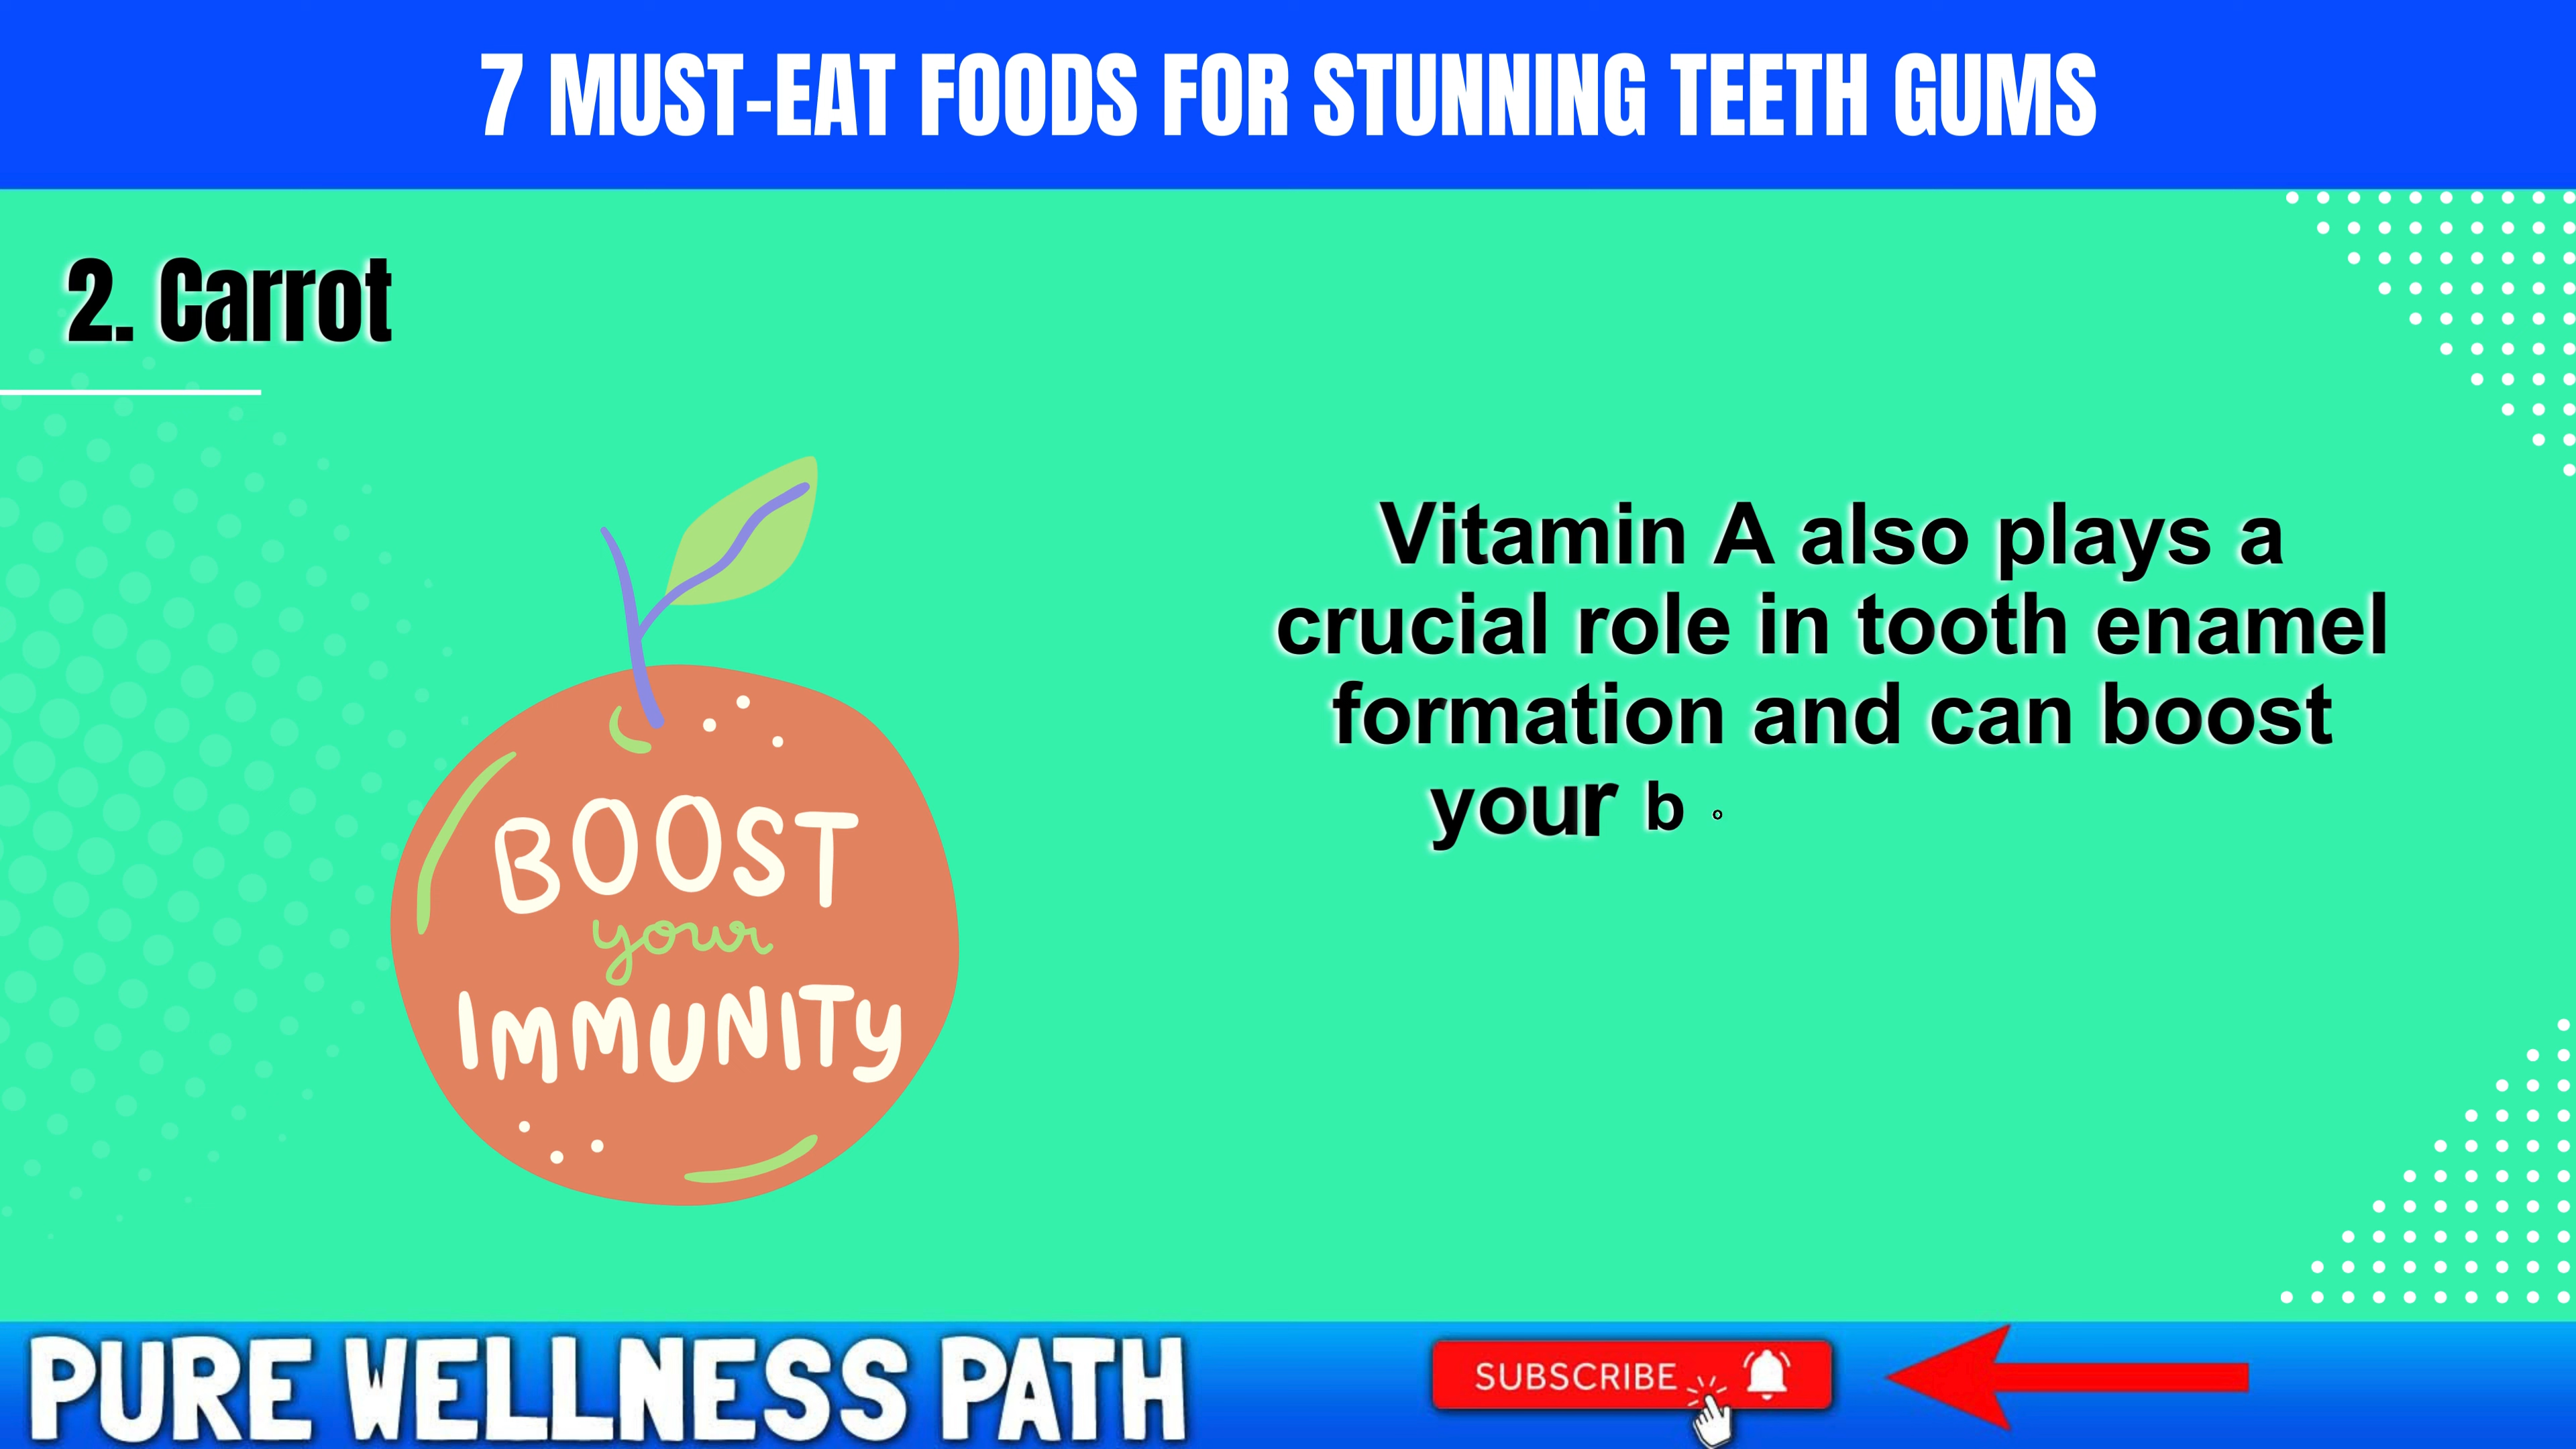 7 MUST-EAT FOODS FOR STUNNING TEETH GUMS
2. Carrot
BOOST
your
IMMUNITY
Vitamin A also plays a
crucial role in tooth enamel
formation and can boost
your b
PURE WELLNESS PATH
SUBSCRIBE